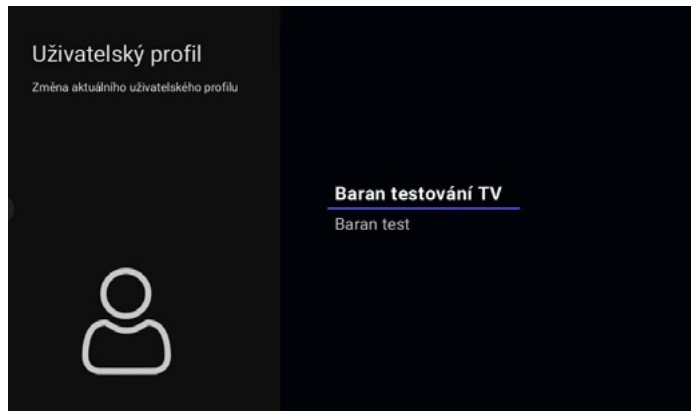 Uživatelský profil
Změna aktuálního uživatelského profilu
Baran testování TV
Baran test